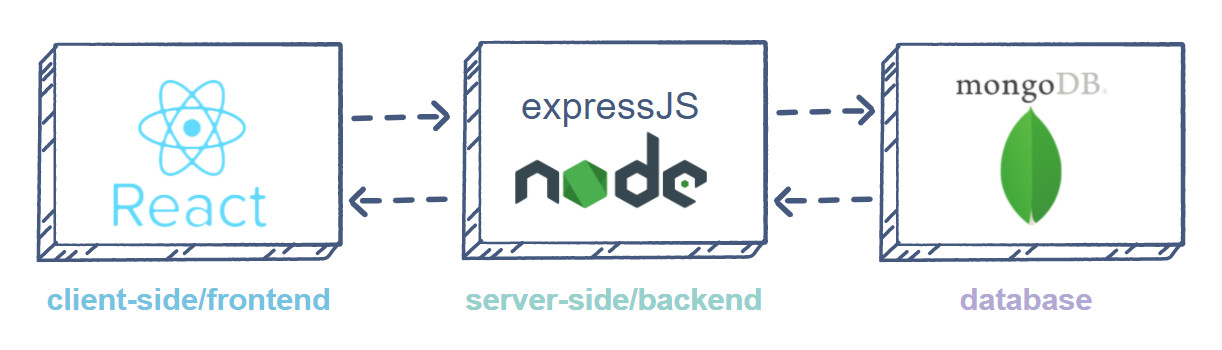 React
client-side/frontend
expressJS
node
server-side/backend
mongoDB.
database